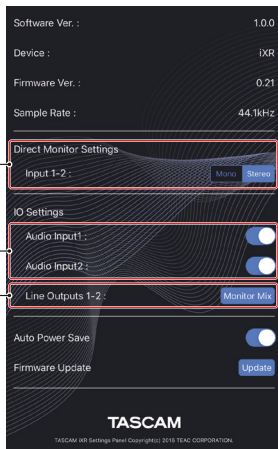 Software Ver. : 1.0.0
Device : iXR
Firmware Ver. : 0.21
Sample Rate : 44.1kHz
Direct Monitor Settings
Input 1-2 : Mono Stereo
IO Settings
Audio Input1 :
Audio Input2 :
Line Outputs 1-2 : Monitor Mix
Auto Power Save
Firmware Update Update
TASCAM
TASCAM iXR Settings Panel Copyright(c) 2015 TEAC CORPORATION.